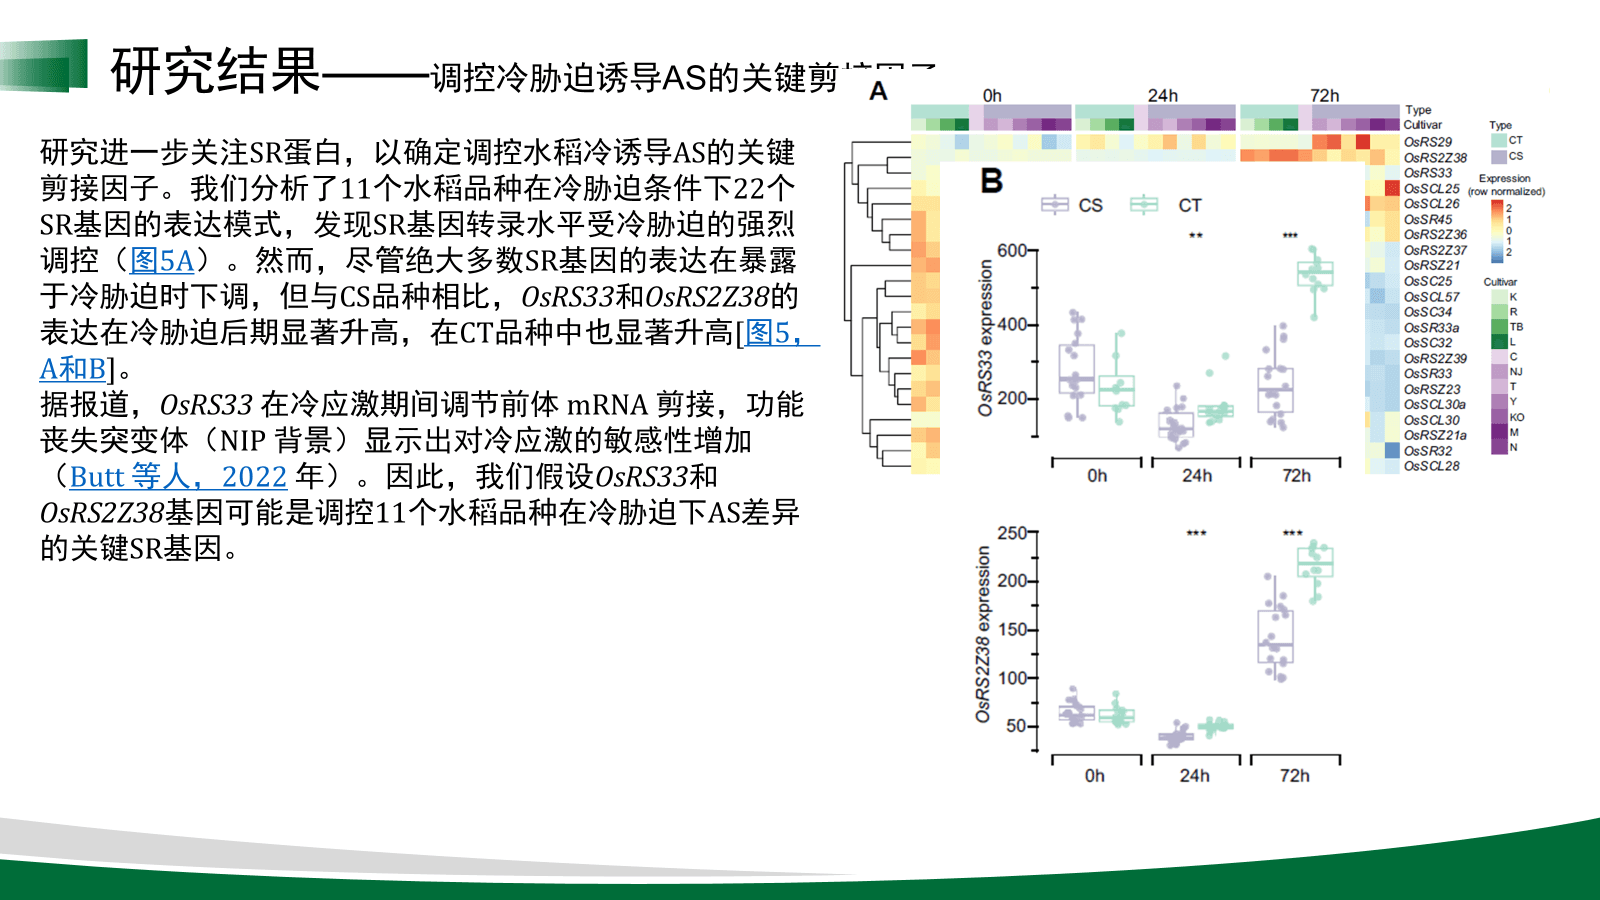 研究结果——调控冷胁迫诱导AS的关键剪接因子
研究进一步关注SR蛋白，以确定调控水稻冷诱导AS的关键
剪接因子。我们分析了11个水稻品种在冷胁迫条件下22个
SR基因的表达模式，发现SR基因转录水平受冷胁迫的强烈
调控（图5A）。然而，尽管绝大多数SR基因的表达在暴露
于冷胁迫时下调，但与CS品种相比，OsRS33和OsRS2Z38的
表达在冷胁迫后期显著升高，在CT品种中也显著升高[图5，
A和B]。
据报道，OsRS33 在冷应激期间调节前体 mRNA 剪接，功能
丧失突变体（NIP 背景）显示出对冷应激的敏感性增加
（Butt 等人，2022 年）。因此，我们假设OsRS33和
OsRS2Z38基因可能是调控11个水稻品种在冷胁迫下AS差异
的关键SR基因。
A
0h 24h 72h
Type
Cultivar
OsRS29
OsRS2Z38
OsRS33
OsSCL25
OsSCL26
OsSR45
OsRS2Z36
OsRS2Z37
OsRSZ21
OsSC25
OsSCL57
OsSC34
OsSR33a
OsSC32
OsRS2Z39
OsSR33
OsRSZ23
OsSCL30a
OsSCL30
OsRSZ21a
OsSR32
OsSCL28
Type
CT
CS
Expression
(row normalized)
2
1
0
1
2
Cultivar
K
R
TB
L
C
NJ
T
Y
KO
M
N
B
CS CT
OsRS33 expression
600
400
200
** ***
0h 24h 72h
OsRS2Z38 expression
250
200
150
100
50
*** ***
0h 24h 72h